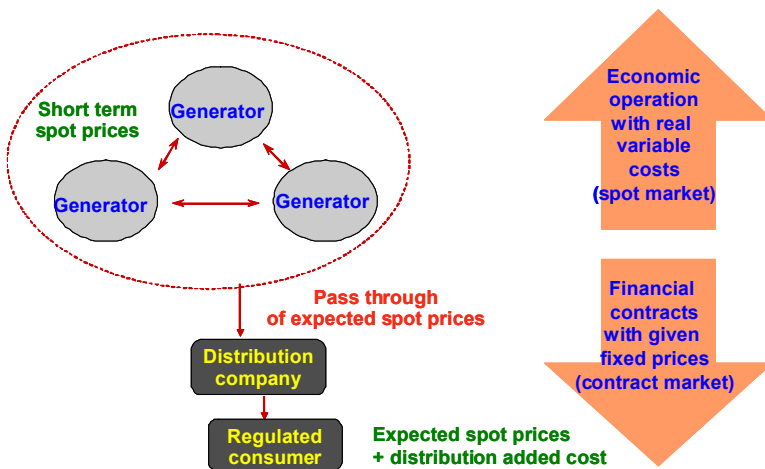 Short term
spot prices
Generator
Generator
Generator
Pass through
of expected spot prices
Distribution
company
Regulated
consumer
Expected spot prices
+ distribution added cost
Economic
operation
with real
variable
costs
(spot market)
Financial
contracts
with given
fixed prices
(contract market)